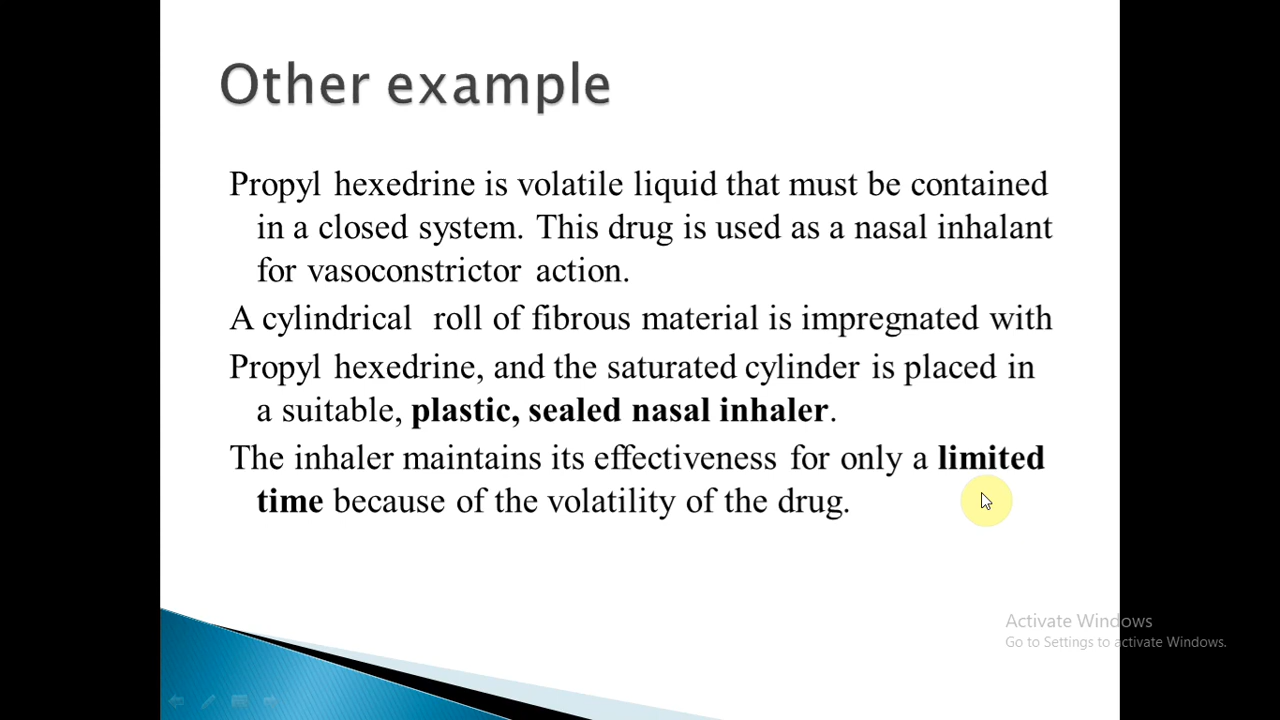 Other example
Propyl hexedrine is volatile liquid that must be contained
in a closed system. This drug is used as a nasal inhalant
for vasoconstrictor action.
A cylindrical roll of fibrous material is impregnated with
Propyl hexedrine, and the saturated cylinder is placed in
a suitable, plastic, sealed nasal inhaler.
The inhaler maintains its effectiveness for only a limited
time because of the volatility of the drug.
Activate Windows
Go to Settings to activate Windows.